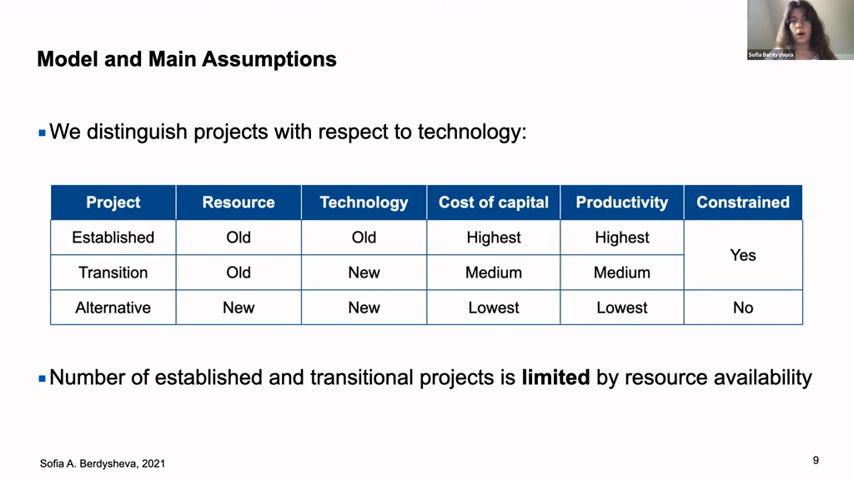 Sofia Berdysheva
Model and Main Assumptions
We distinguish projects with respect to technology:
Project Resource Technology Cost of capital Productivity Constrained
Established Old Old Highest Highest Yes
Transition Old New Medium Medium
Alternative New New Lowest Lowest No
Number of established and transitional projects is limited by resource availability
Sofia A. Berdysheva, 2021
9